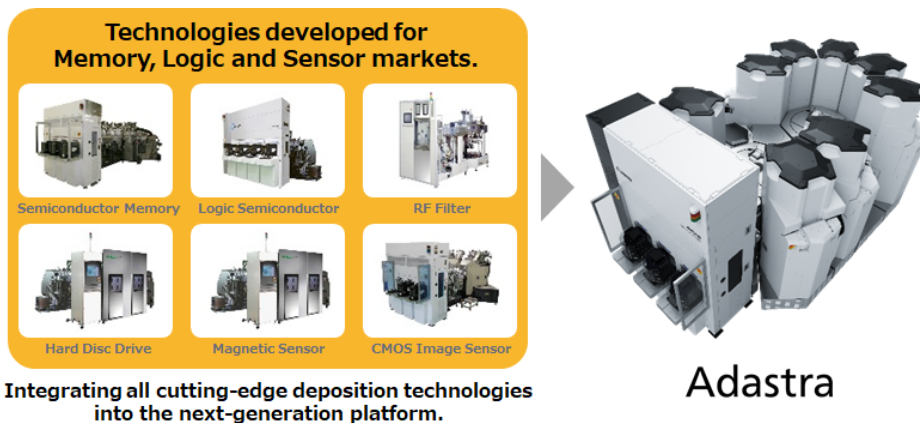 Technologies developed for
Memory, Logic and Sensor markets.
Semiconductor Memory
Logic Semiconductor
RF Filter
Hard Disc Drive
Magnetic Sensor
CMOS Image Sensor
Integrating all cutting-edge deposition technologies
into the next-generation platform.
Adastra